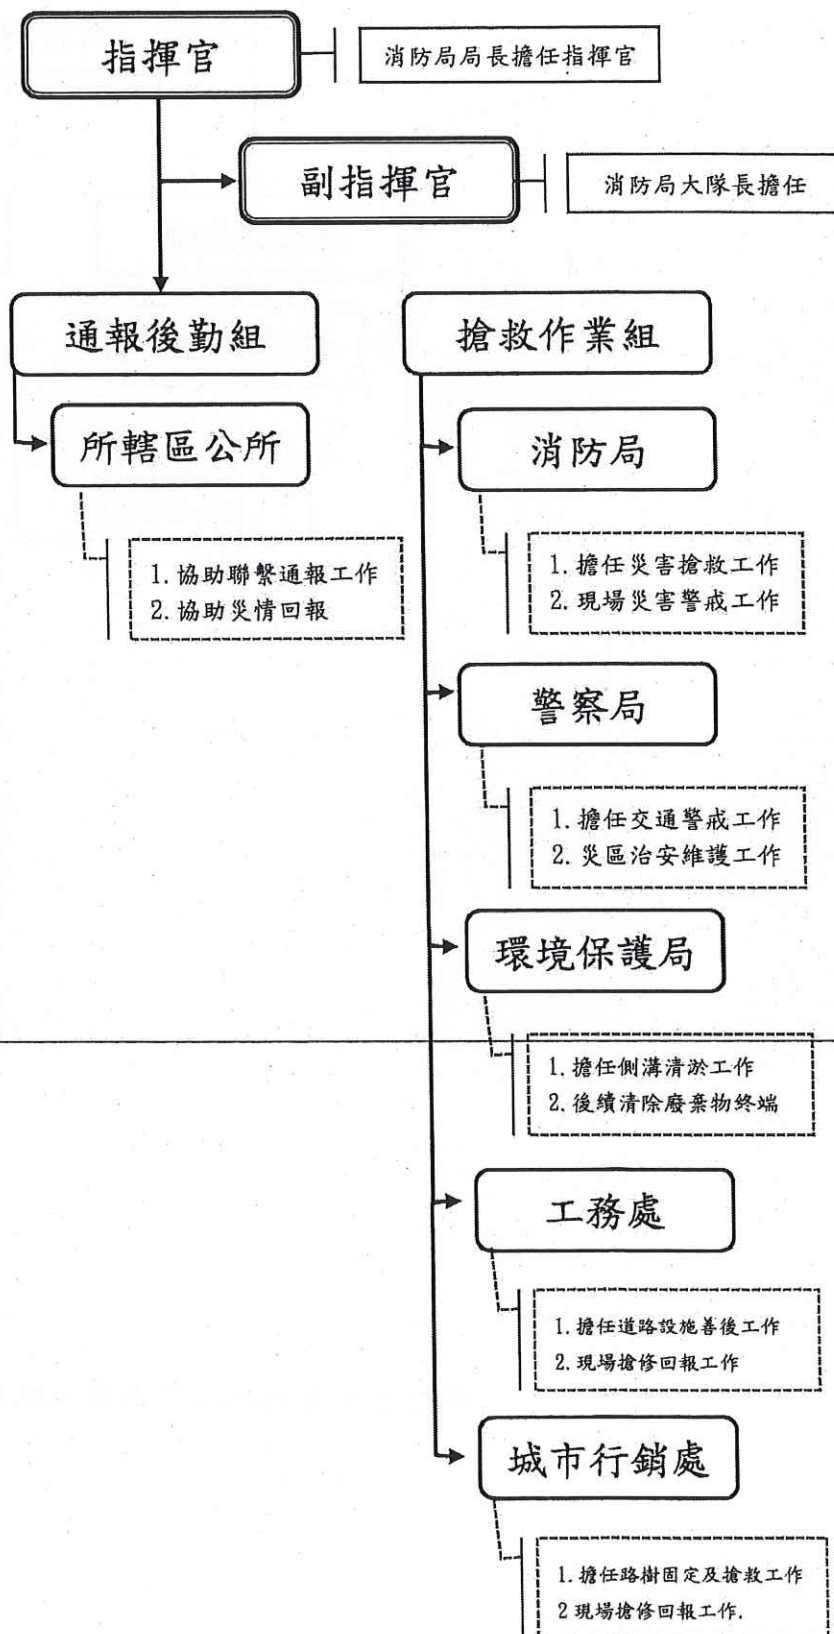 指揮官
消防局局長擔任指揮官
副指揮官
消防局大隊長擔任
通報後勤組
所轄區公所
1. 協助聯繫通報工作
2. 協助災情回報
搶救作業組
消防局
1. 擔任災害搶救工作
2. 現場災害警戒工作
警察局
1. 擔任交通警戒工作
2. 災區治安維護工作
環境保護局
1. 擔任側溝清淤工作
2. 後續清除廢棄物終端
工務處
1. 擔任道路設施善後工作
2. 現場搶修回報工作
城市行銷處
1. 擔任路樹固定及搶救工作
2 現場搶修回報工作.